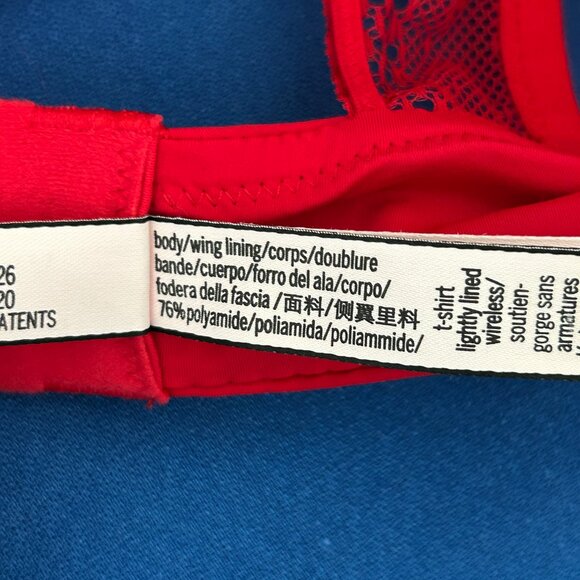 26
20
ATENTS
body/wing lining/corps/doublure
bande/cuerpo/forro del ala/corpo/
fodera della fascia /面料/侧翼里料
76% polyamide/poliamida/poliammide/
t-shirt
lightly lined
wireless/
soutien-
gorge sans
armatures